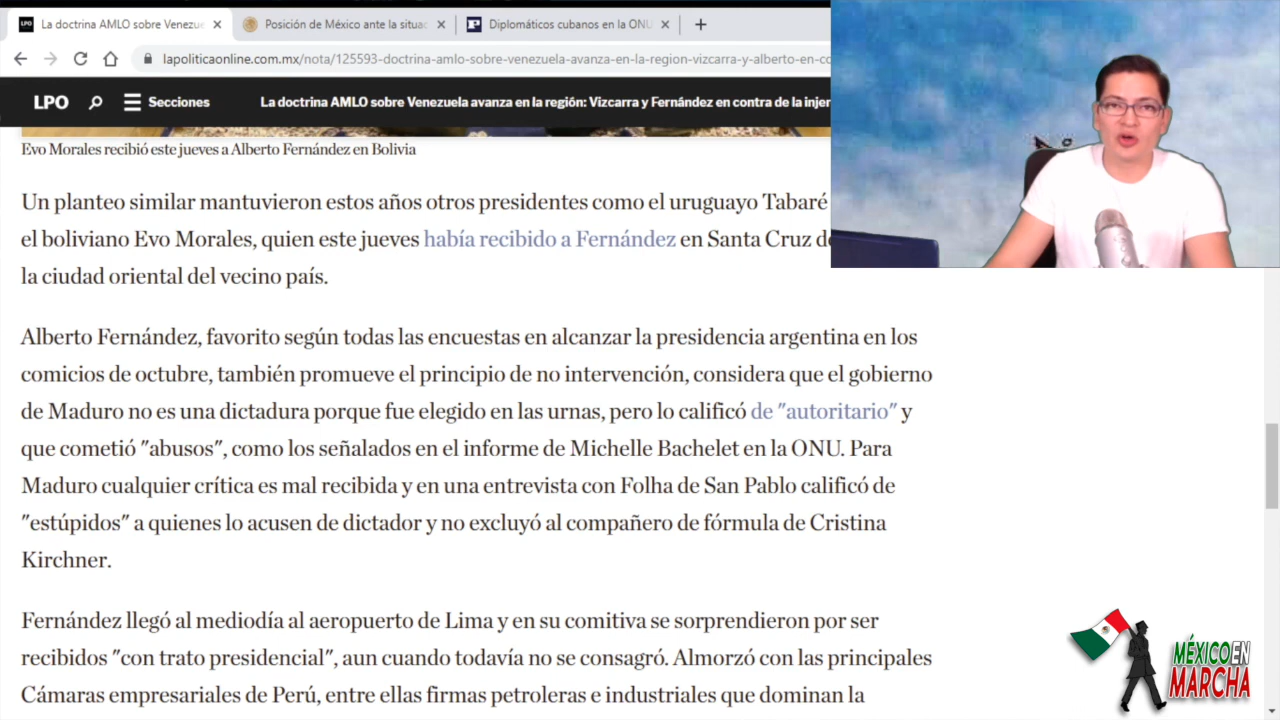 LPO La doctrina AMLO sobre Venezue
Posición de México ante la situac
Diplomáticos cubanos en la ONU
lapoliticaonline.com.mx/nota/125593-doctrina-amlo-sobre-venezuela-avanza-en-la-region-vizcarra-y-alberto-en-co
LPO Secciones La doctrina AMLO sobre Venezuela avanza en la región: Vizcarra y Fernández en contra de la injer
Evo Morales recibió este jueves a Alberto Fernández en Bolivia
Un planteo similar mantuvieron estos años otros presidentes como el uruguayo Tabaré
el boliviano Evo Morales, quien este jueves había recibido a Fernández en Santa Cruz de
la ciudad oriental del vecino país.
Alberto Fernández, favorito según todas las encuestas en alcanzar la presidencia argentina en los
comicios de octubre, también promueve el principio de no intervención, considera que el gobierno
de Maduro no es una dictadura porque fue elegido en las urnas, pero lo calificó de "autoritario" y
que cometió "abusos", como los señalados en el informe de Michelle Bachelet en la ONU. Para
Maduro cualquier crítica es mal recibida y en una entrevista con Folha de San Pablo calificó de
"estúpidos" a quienes lo acusen de dictador y no excluyó al compañero de fórmula de Cristina
Kirchner.
Fernández llegó al mediodía al aeropuerto de Lima y en su comitiva se sorprendieron por ser
recibidos "con trato presidencial", aun cuando todavía no se consagró. Almorzó con las principales
Cámaras empresariales de Perú, entre ellas firmas petroleras e industriales que dominan la
MÉXICO EN
MARCHA